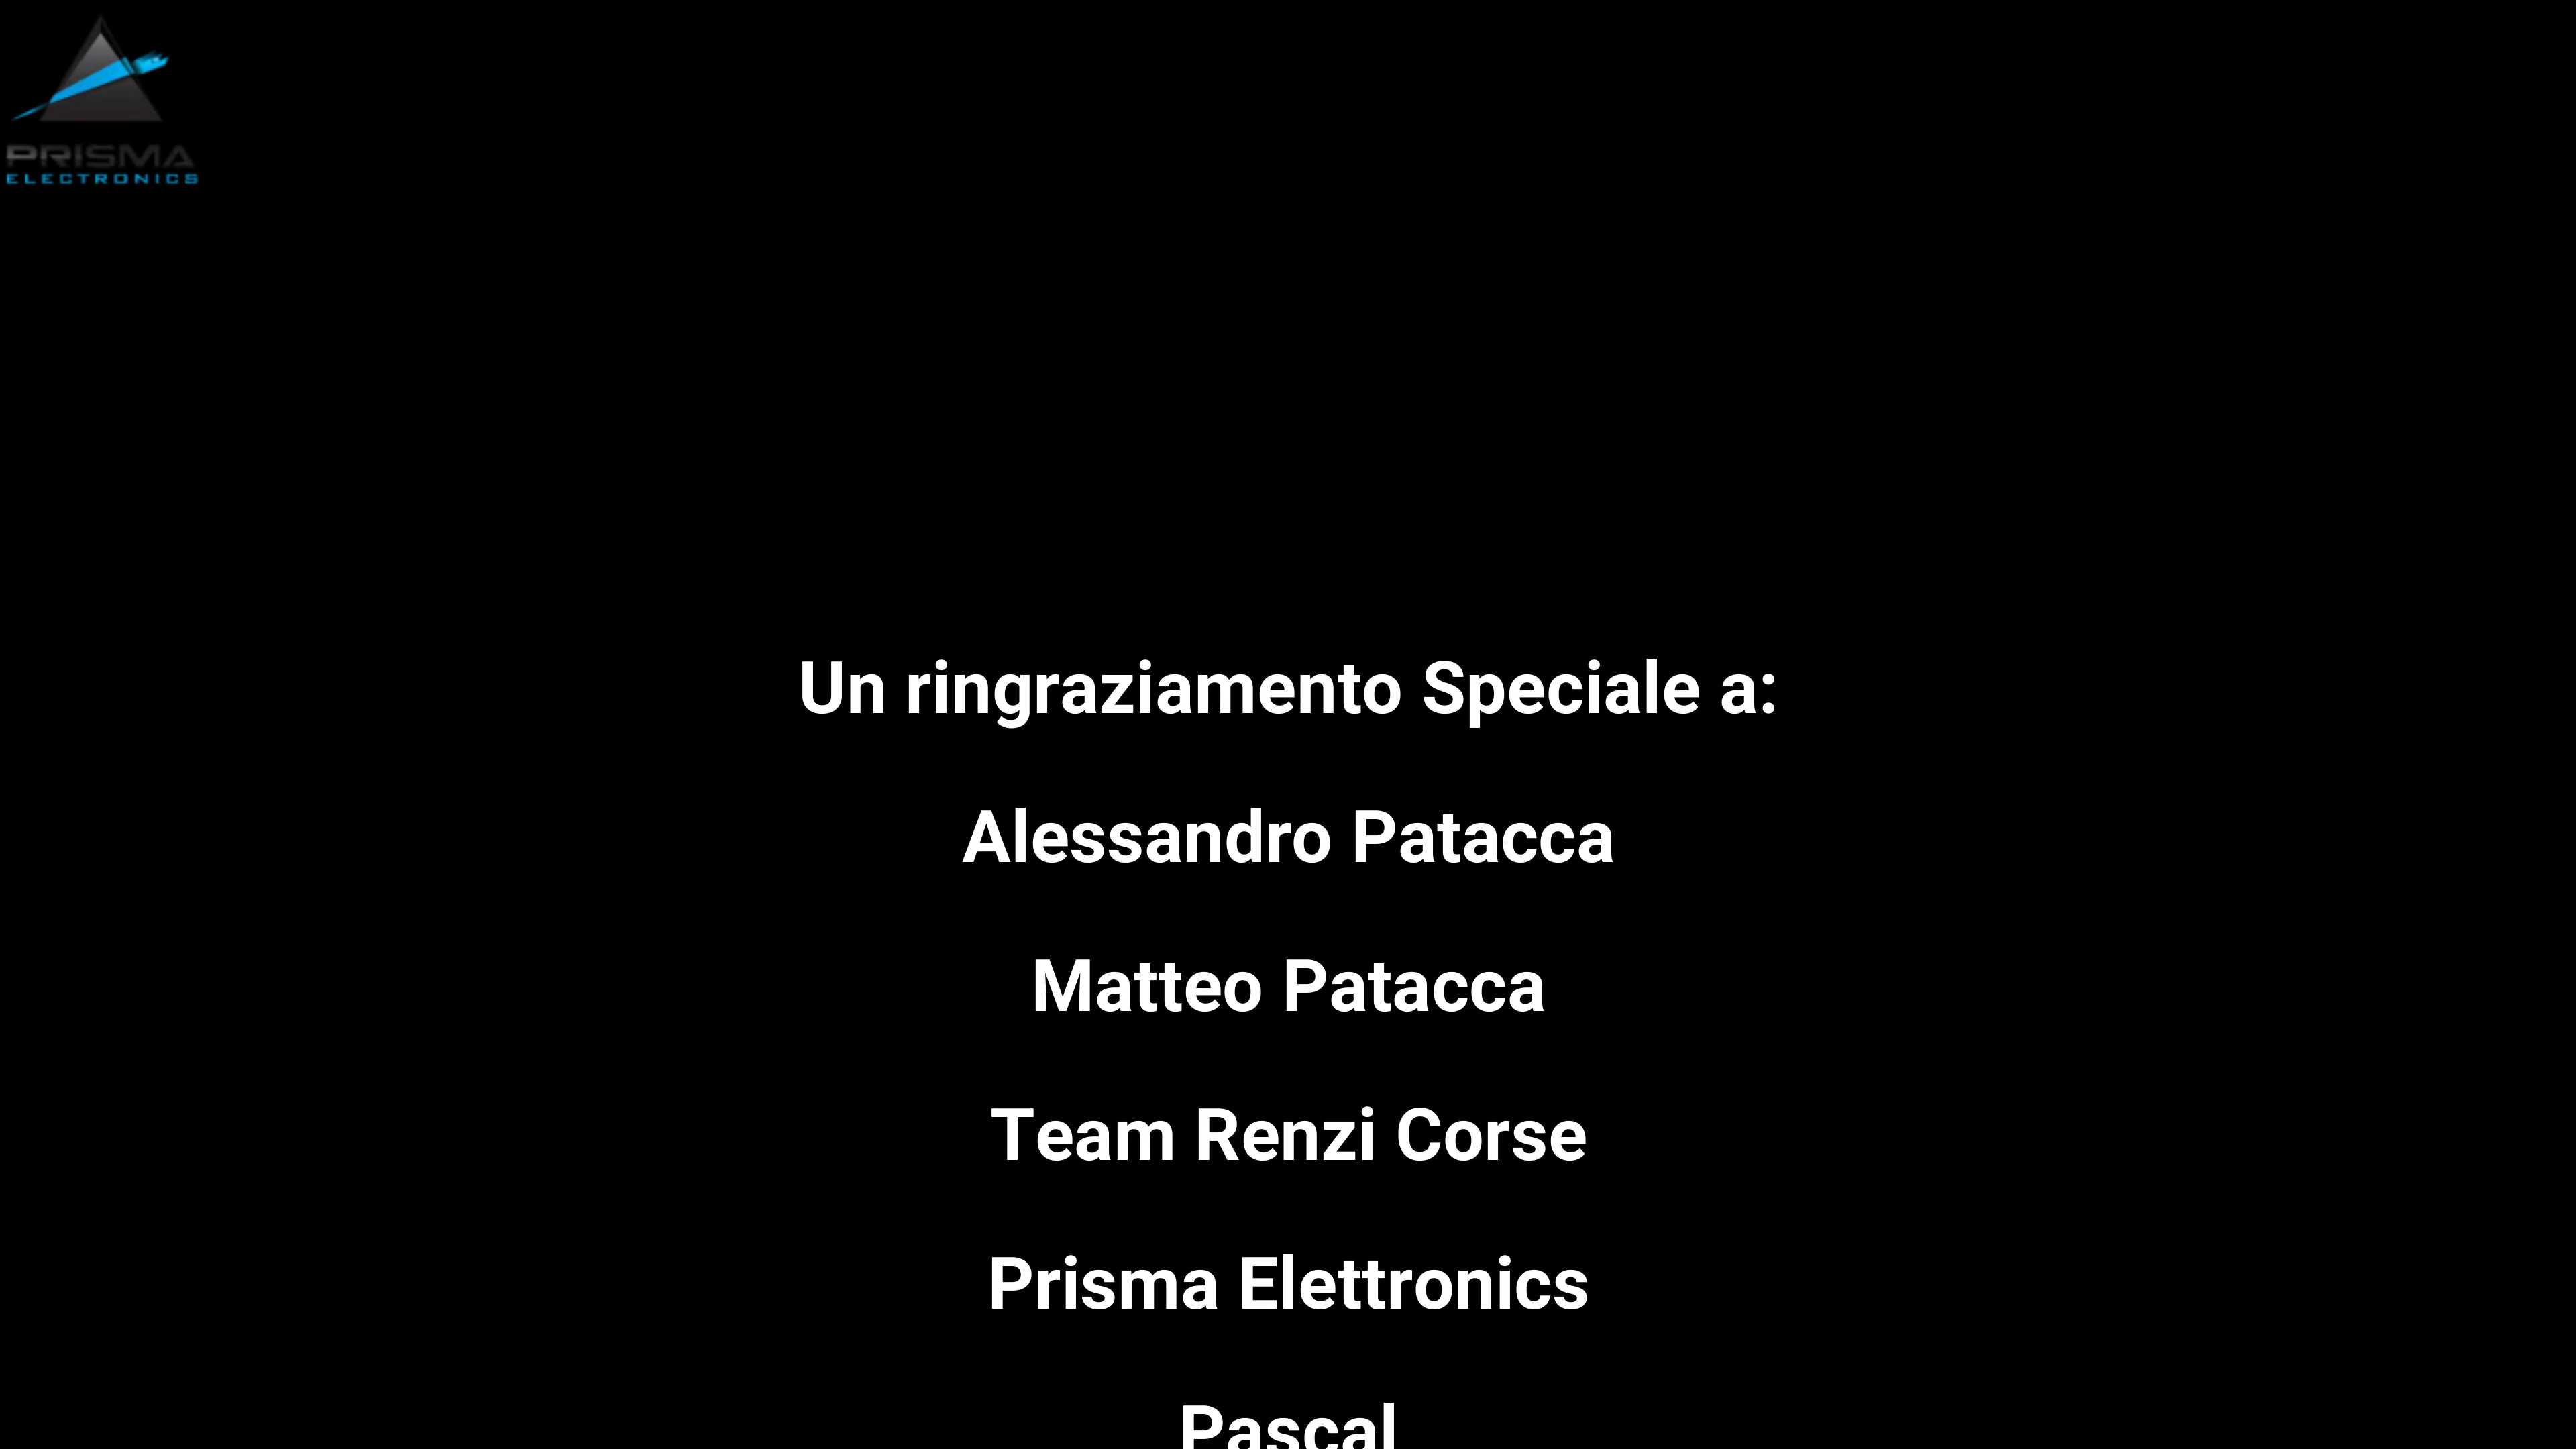 PRISMA
ELECTRONICS
Un ringraziamento Speciale a:
Alessandro Patacca
Matteo Patacca
Team Renzi Corse
Prisma Elettronics
Pascal